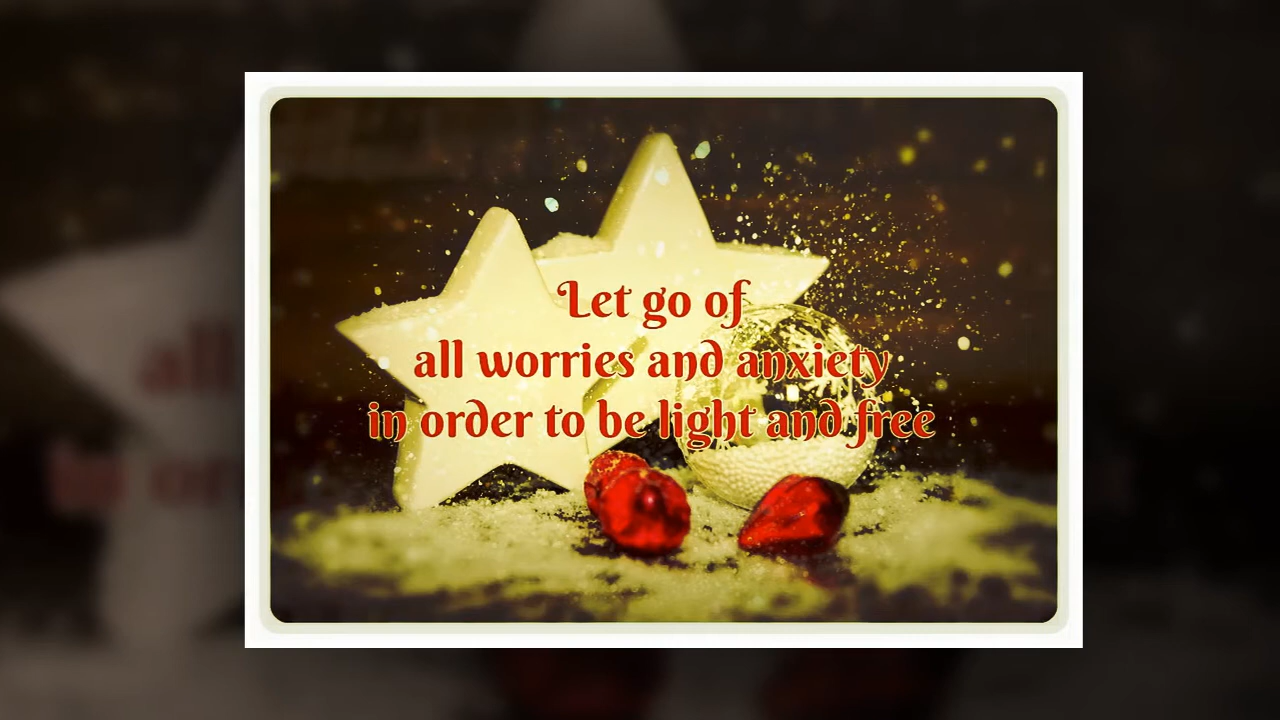 Let go of
all worries and anxiety
in order to be light and free